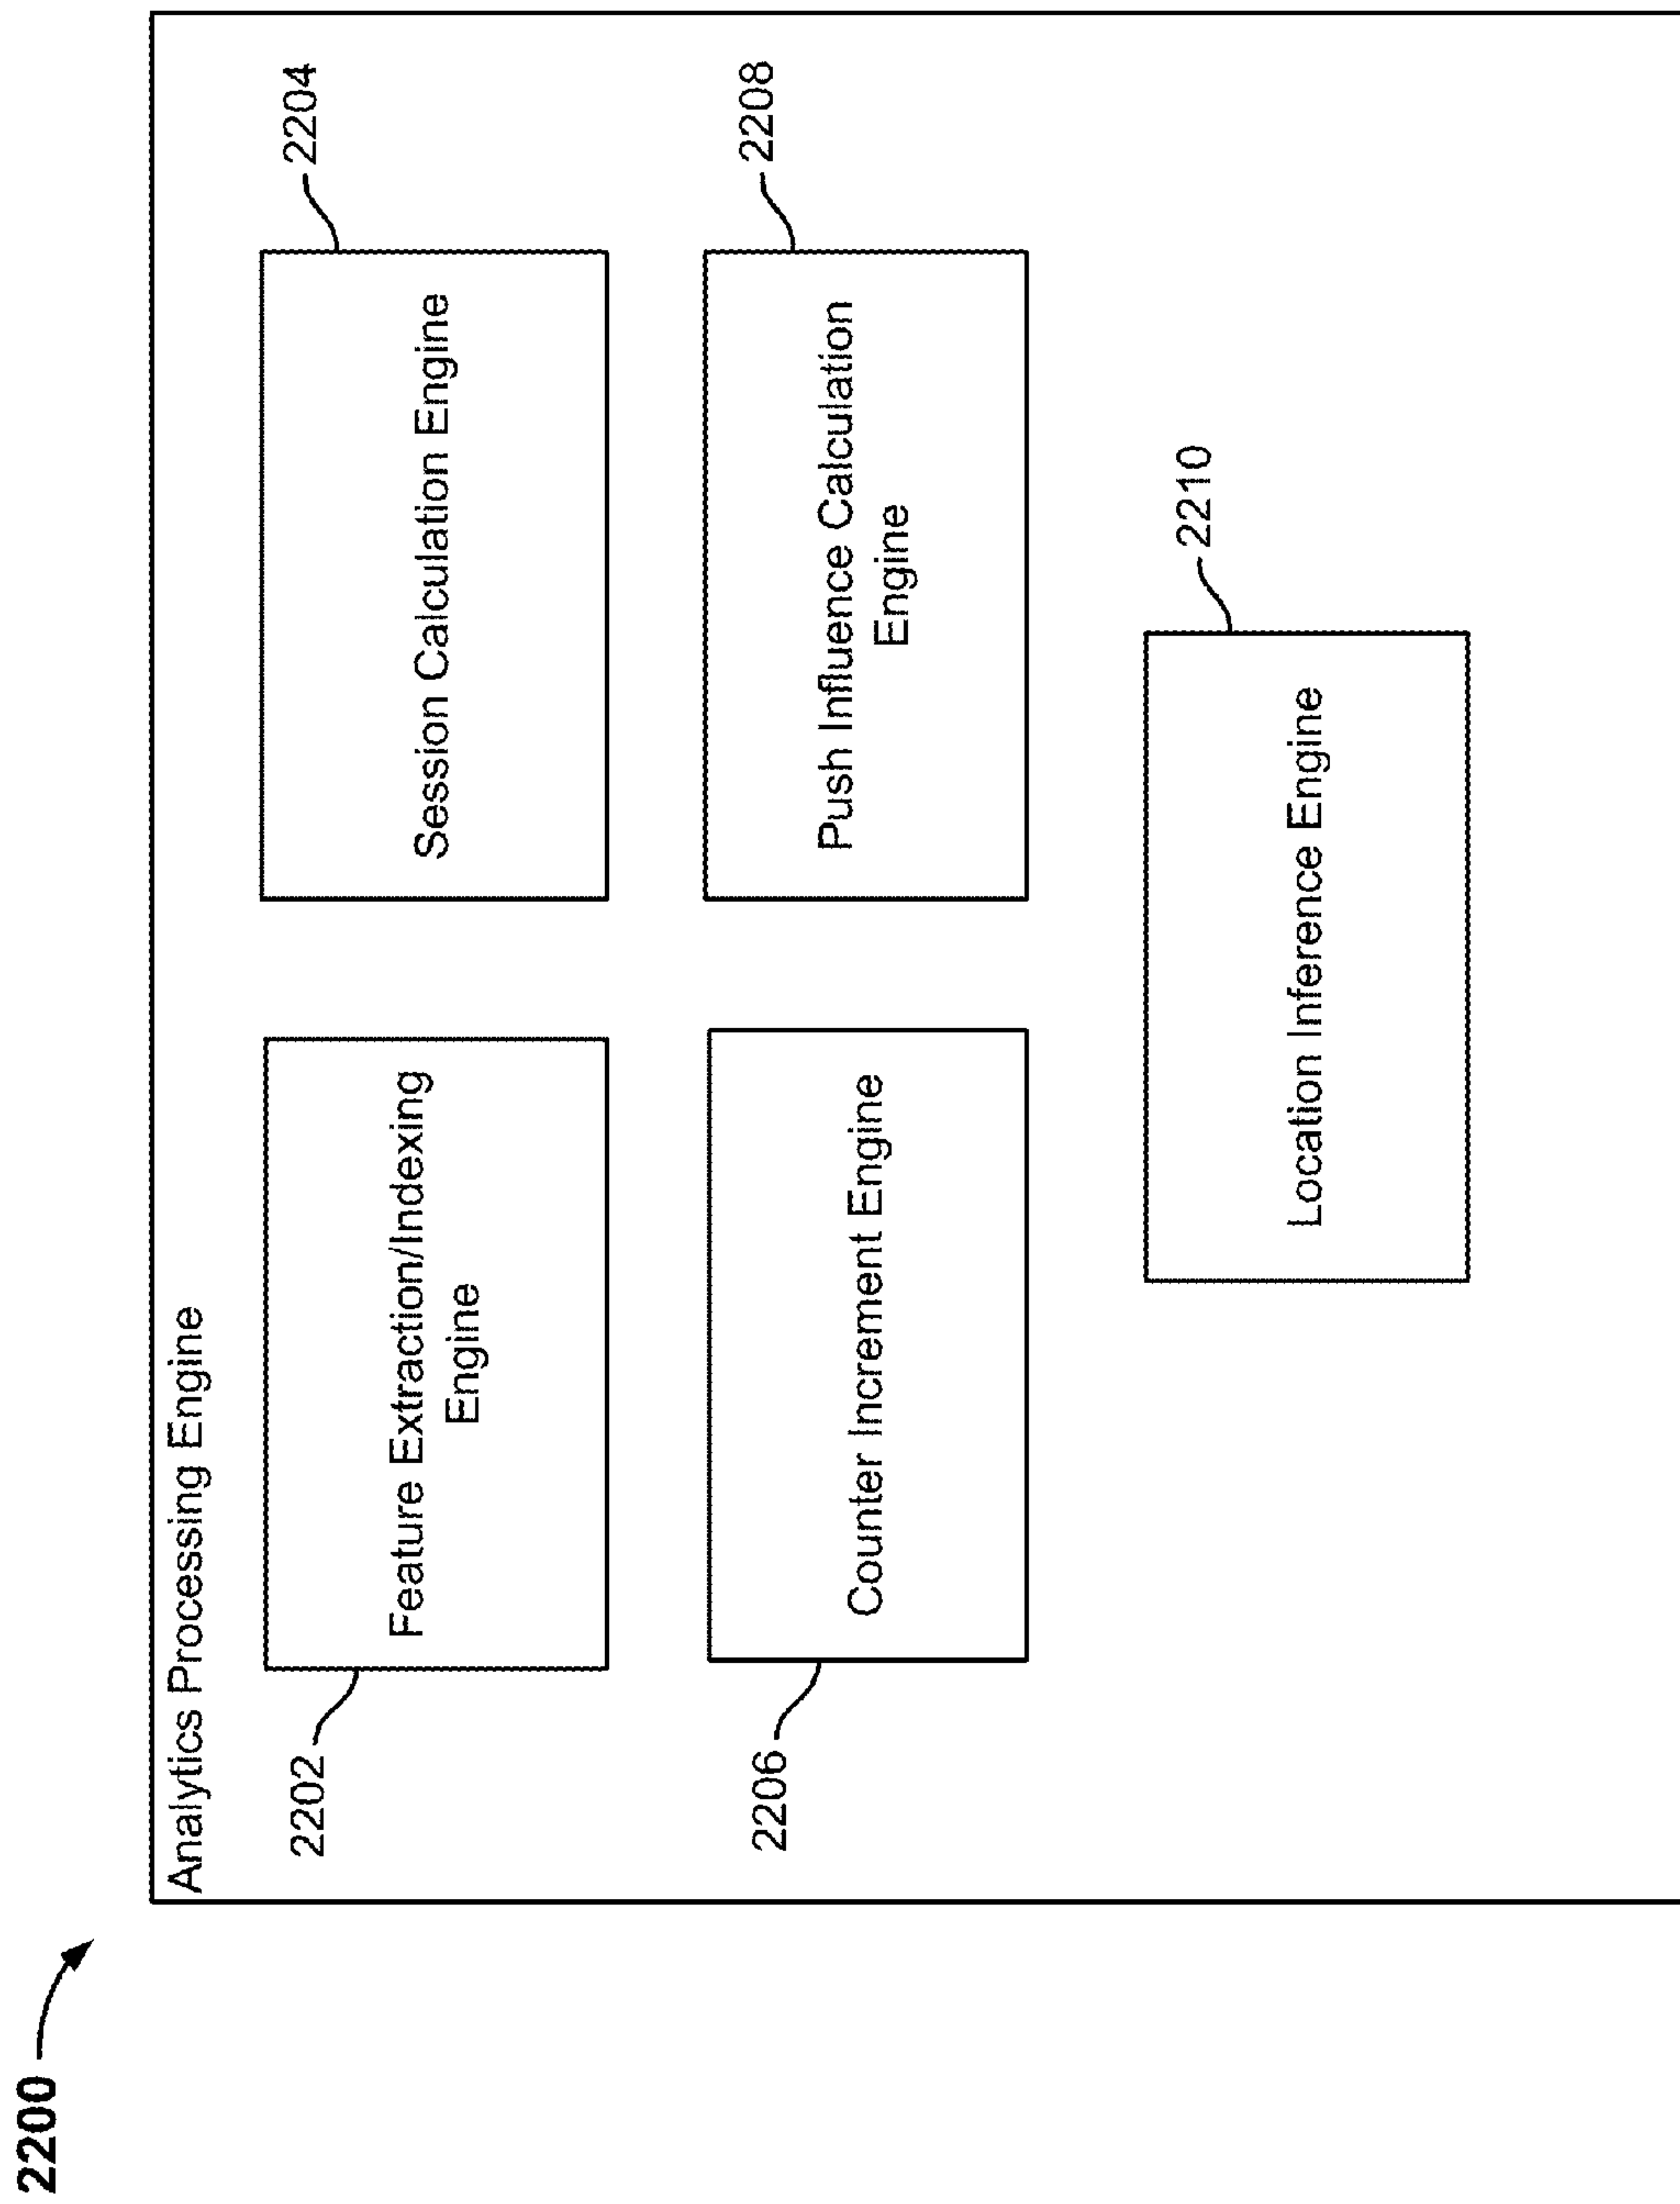 2200
Analytics Processing Engine
2202
Feature Extraction/Indexing
Engine
Session Calculation Engine
2204
2206
Counter Increment Engine
Push Influence Calculation
Engine
2208
Location Inference Engine
2210